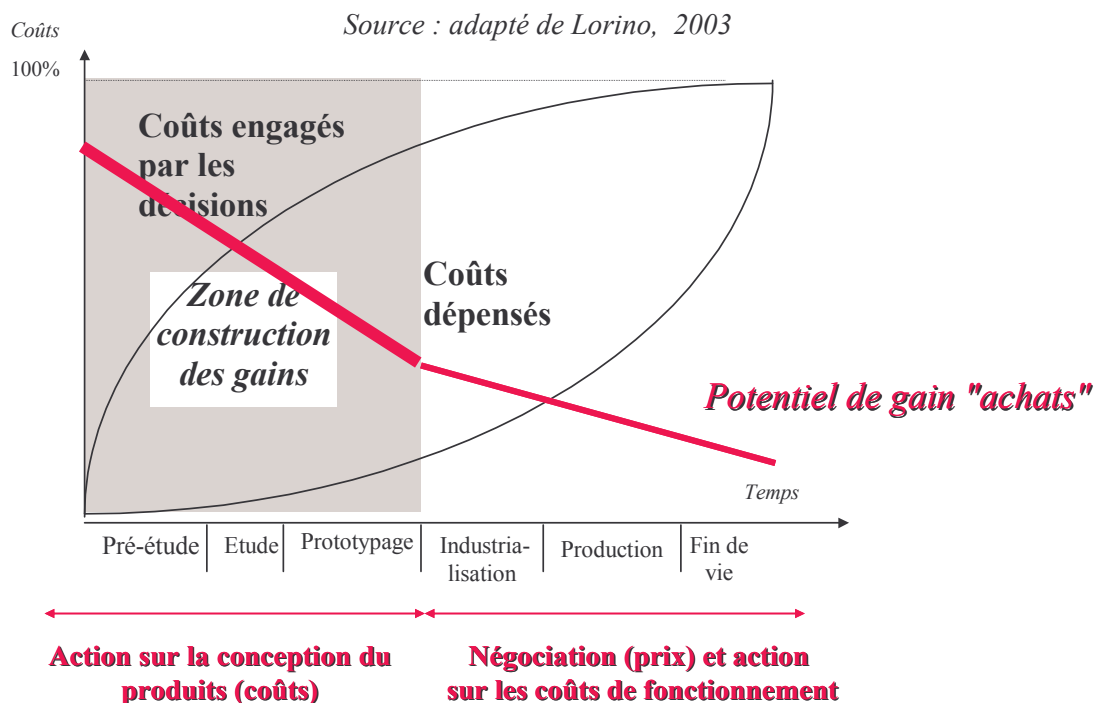 Source : adapté de Lorino, 2003
Coûts
100%
Coûts engagés
par les
décisions
Zone de
construction
des gains
Coûts
dépensés
Potentiel de gain "achats"
Temps
Pré-étude
Etude
Prototypage
Industria-
lisation
Production
Fin de
vie
Action sur la conception du
produits (coûts)
Négociation (prix) et action
sur les coûts de fonctionnement